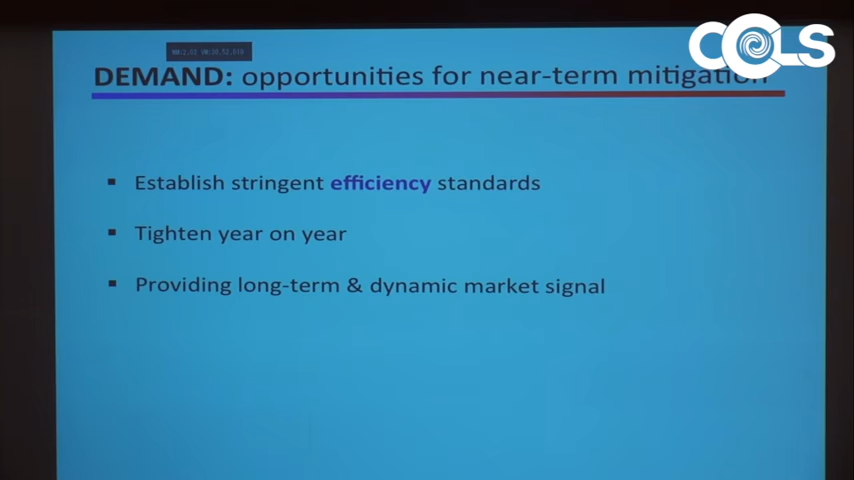 CCLS
DEMAND: opportunities for near-term mitigation
▪ Establish stringent efficiency standards
▪ Tighten year on year
▪ Providing long-term & dynamic market signal